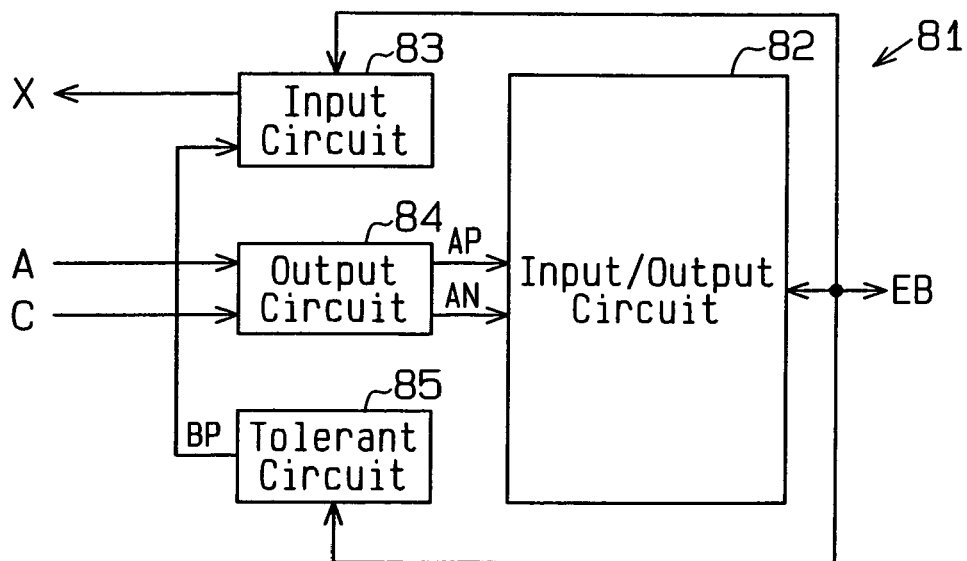 81
83
82
X
Input
Circuit
84
A
Output
Circuit
AP
Input/Output
Circuit
EB
C
AN
85
BP
Tolerant
Circuit